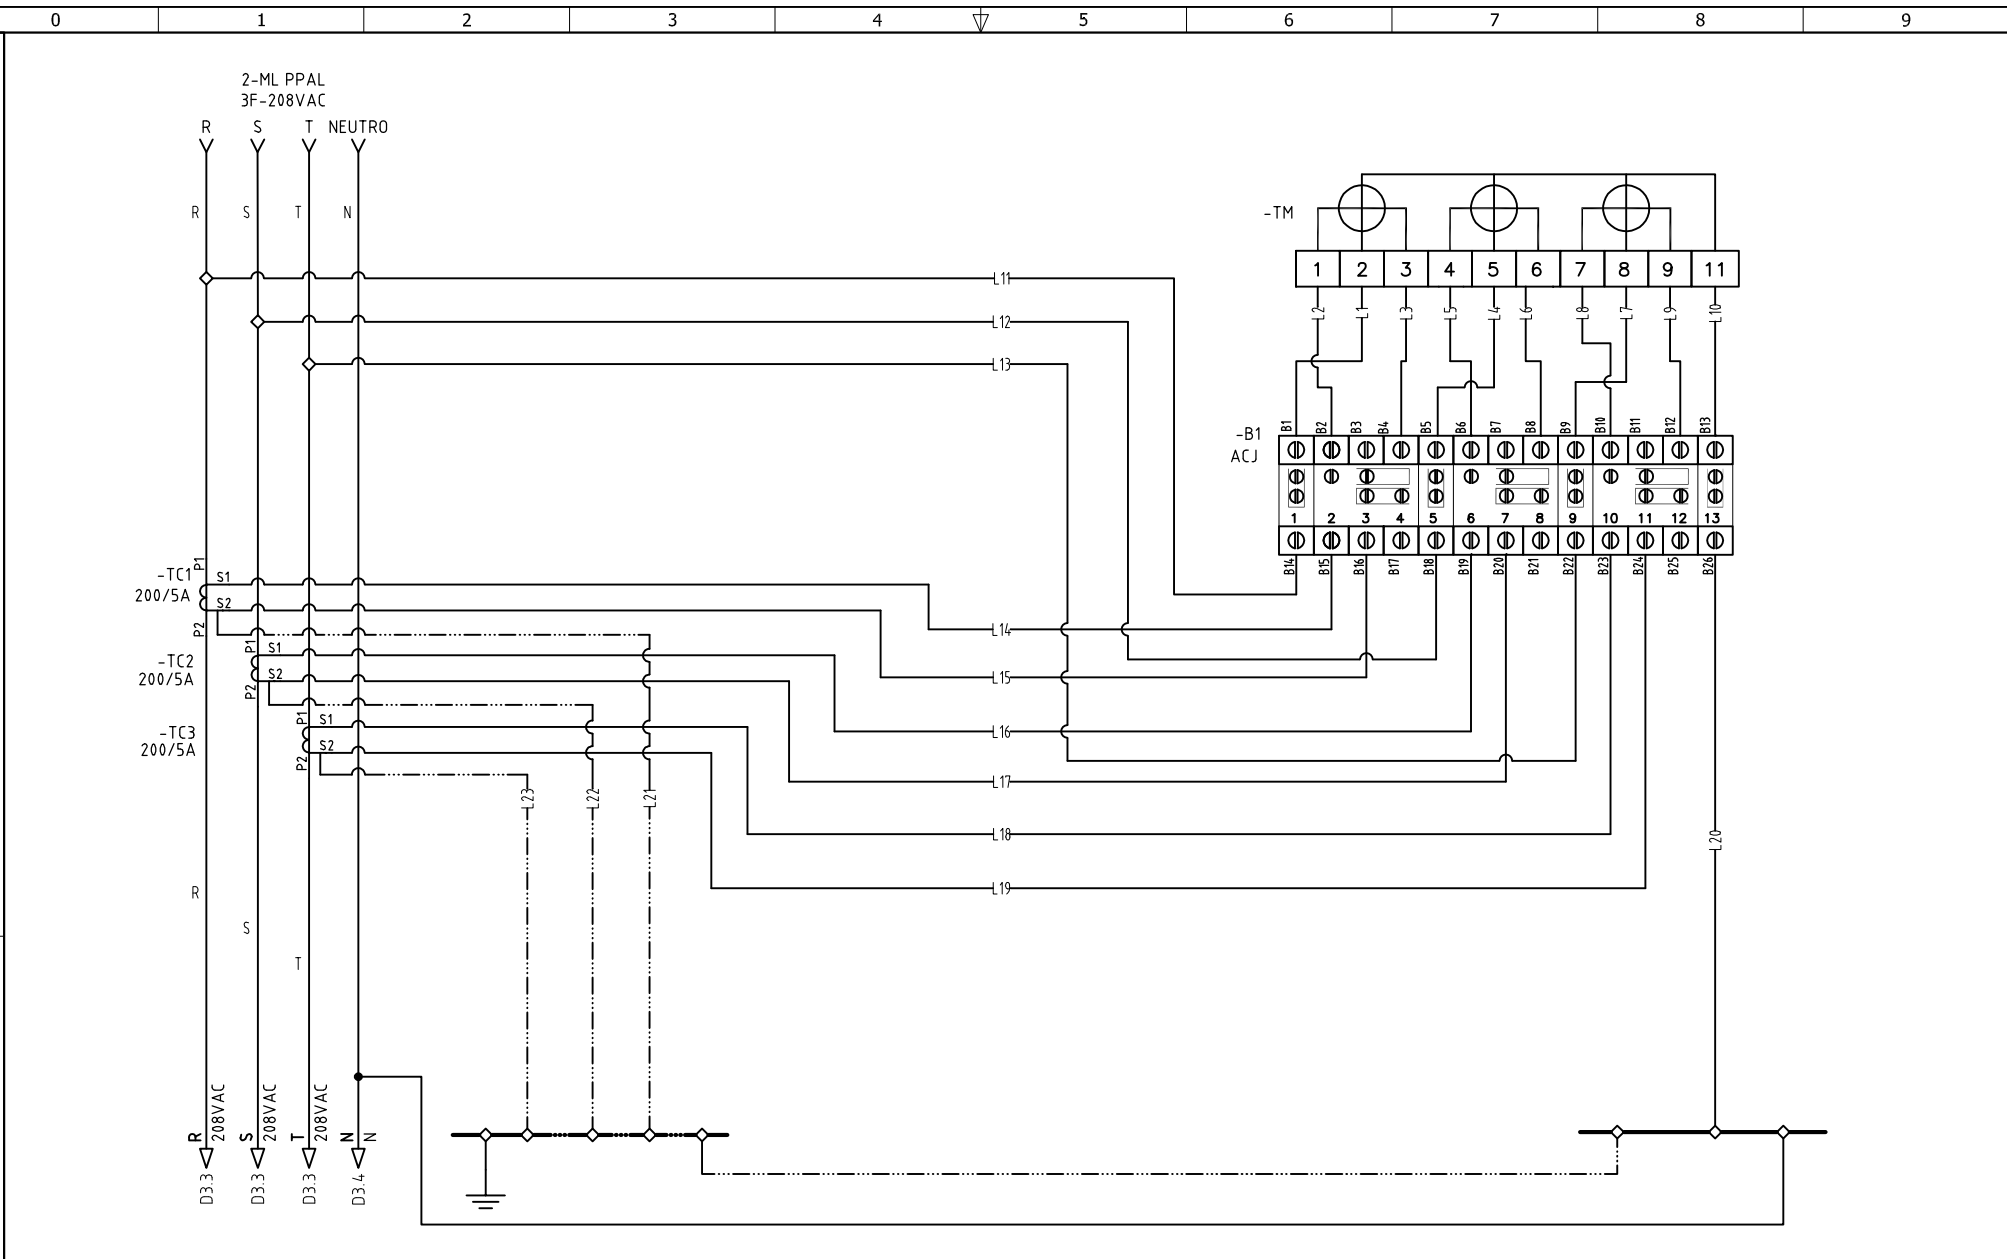 0 1 2 3 4 5 6 7 8 9
2-ML PPAL
3F-208VAC
R S T NEUTRO
R S T N
-TM
1 2 3 4 5 6 7 8 9 11
L11
L12
L13
L2 L1 L3 L5 L4 L6 L8 L7 L9 L10
-B1
ACJ
B1 B2 B3 B4 B5 B6 B7 B8 B9 B10 B11 B12 B13
1 2 3 4 5 6 7 8 9 10 11 12 13
B14 B15 B16 B17 B18 B19 B20 B21 B22 B23 B24 B25 B26
-TC1
200/5A
P1 S1
P2 S2
L14
-TC2
200/5A
P1 S1
P2 S2
L15
-TC3
200/5A
P1 S1
P2 S2
L16
L17
L23 L22 L21
L18
L20
L19
R
S
T
R 208VAC
S 208VAC
T 208VAC
N N
D3.3 D3.3 D3.3 D3.4